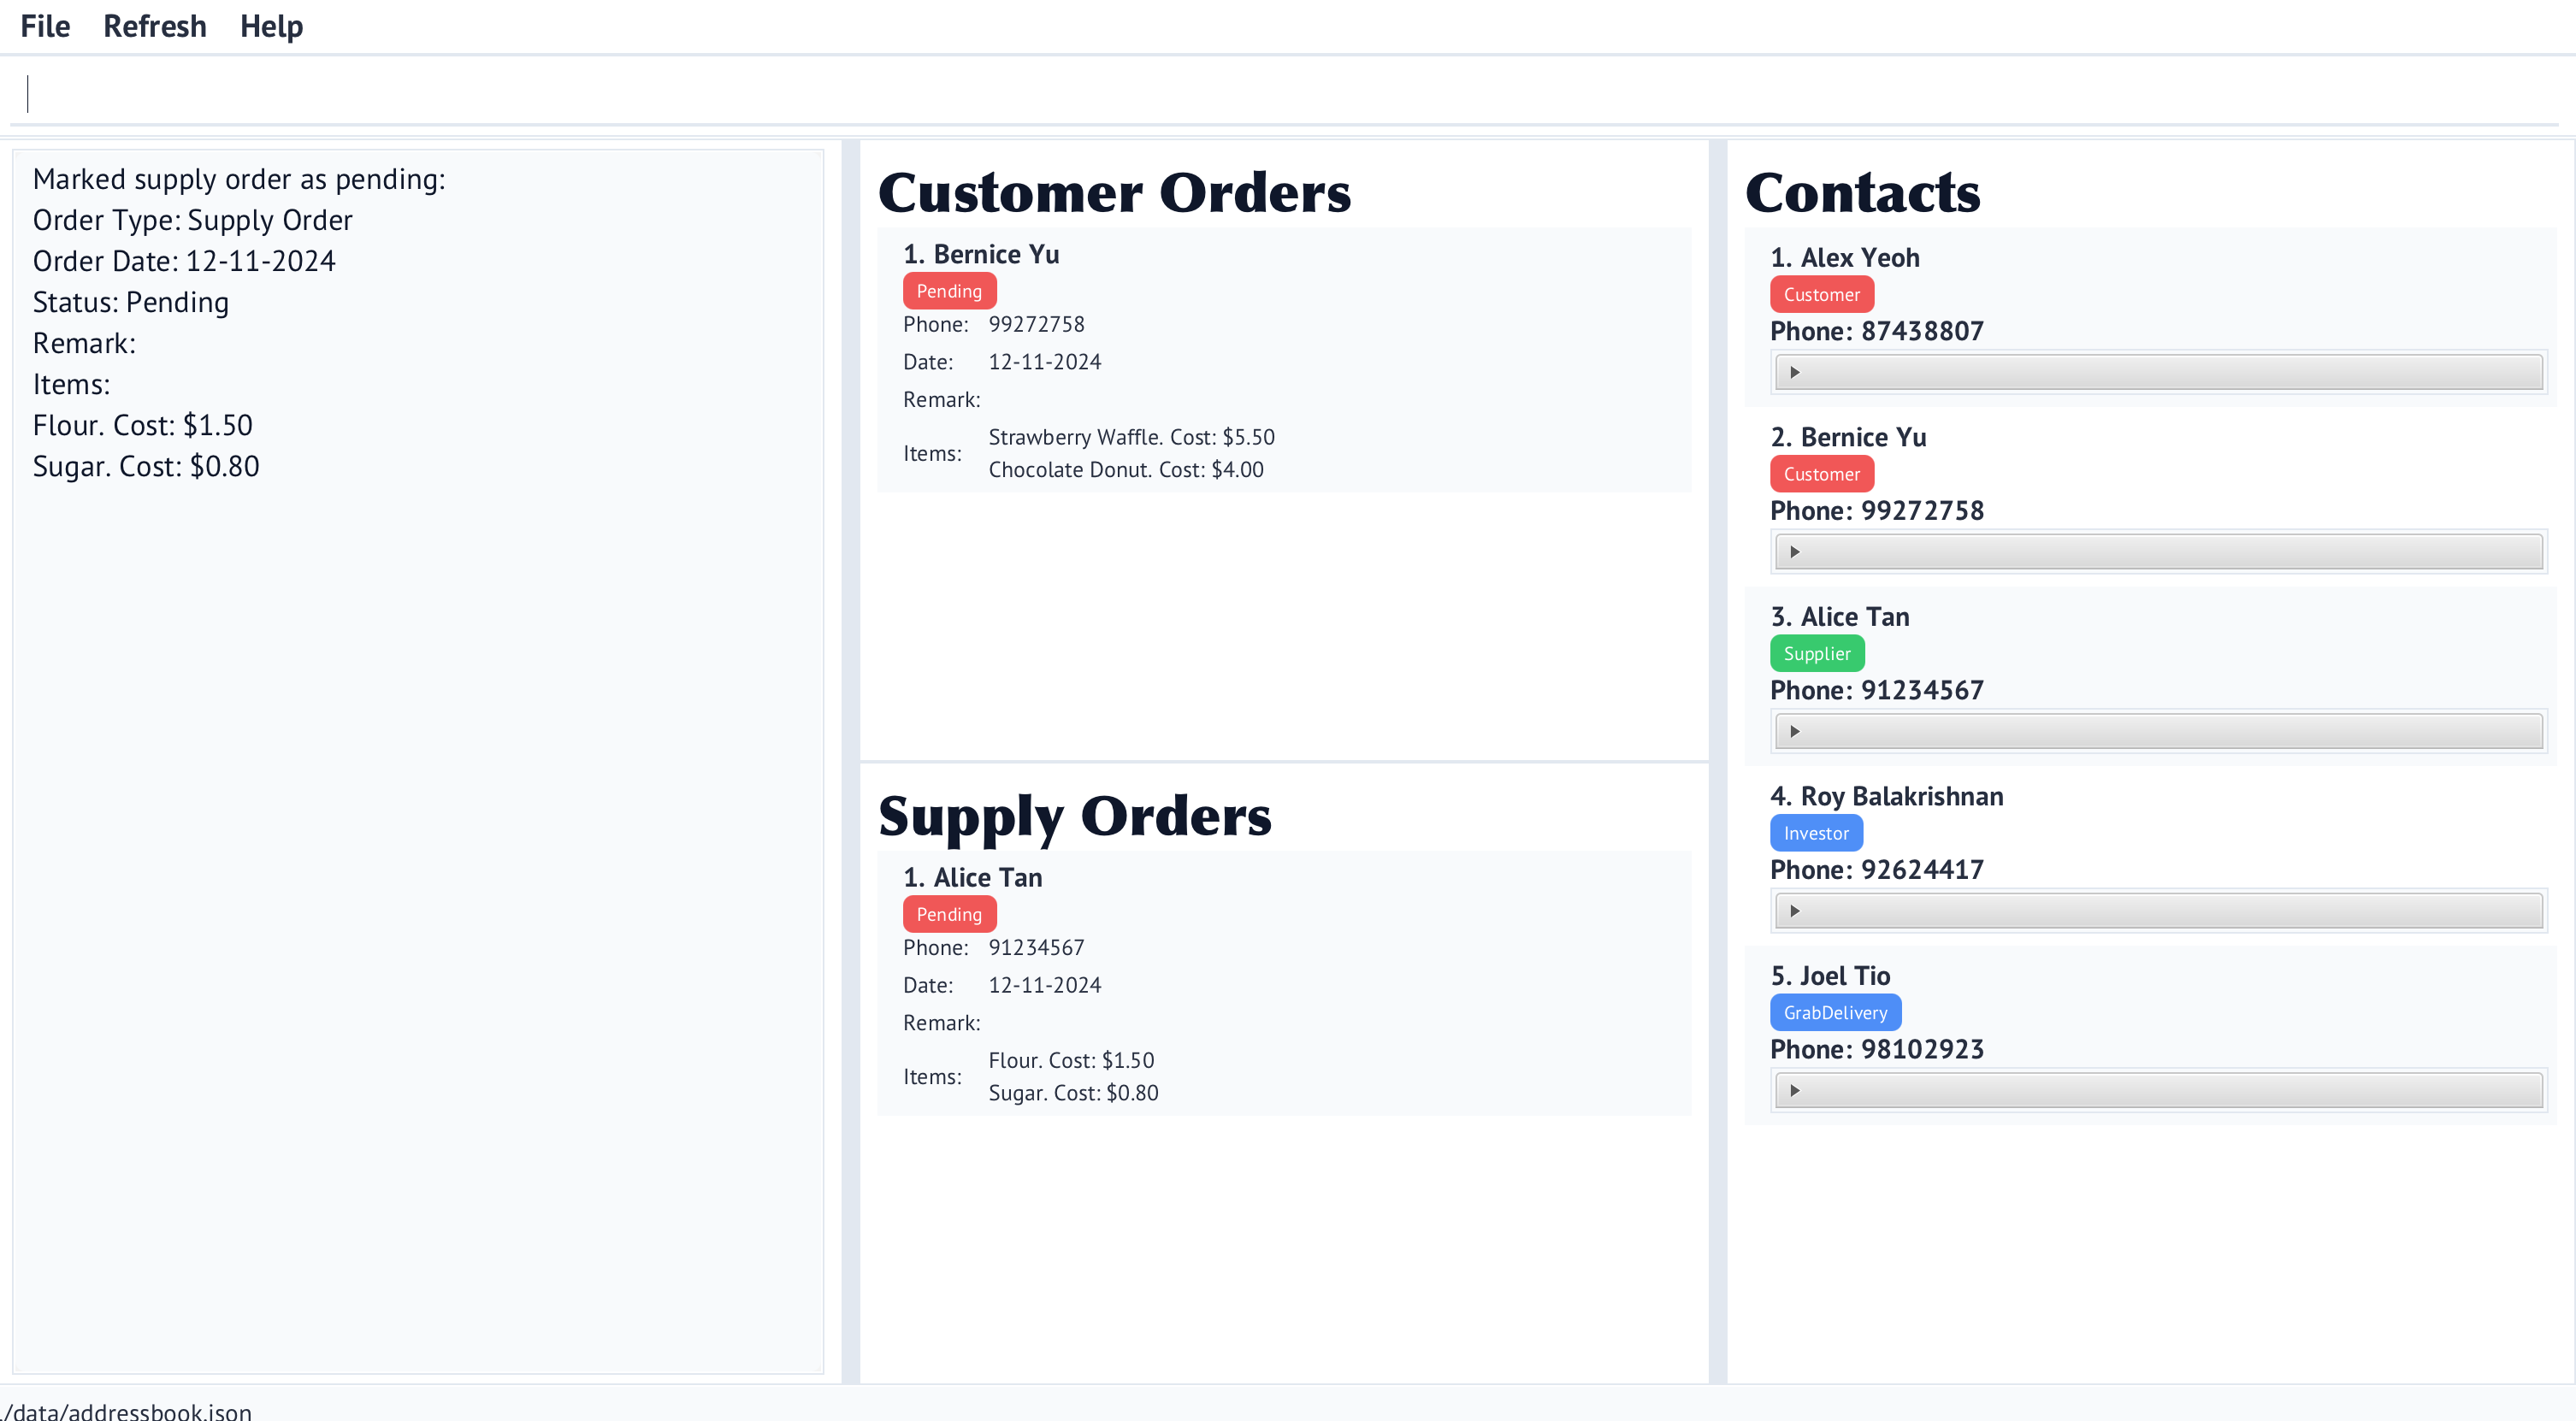 File Refresh Help
Marked supply order as pending:
Order Type: Supply Order
Order Date: 12-11-2024
Status: Pending
Remark:
Items:
Flour. Cost: $1.50
Sugar. Cost: $0.80
Customer Orders
1. Bernice Yu
Pending
Phone: 99272758
Date: 12-11-2024
Remark:
Items:
Strawberry Waffle. Cost: $5.50
Chocolate Donut. Cost: $4.00
Supply Orders
1. Alice Tan
Pending
Phone: 91234567
Date: 12-11-2024
Remark:
Items:
Flour. Cost: $1.50
Sugar. Cost: $0.80
Contacts
1. Alex Yeoh
Customer
Phone: 87438807
2. Bernice Yu
Customer
Phone: 99272758
3. Alice Tan
Supplier
Phone: 91234567
4. Roy Balakrishnan
Investor
Phone: 92624417
5. Joel Tio
GrabDelivery
Phone: 98102923
./data/addressbook.json